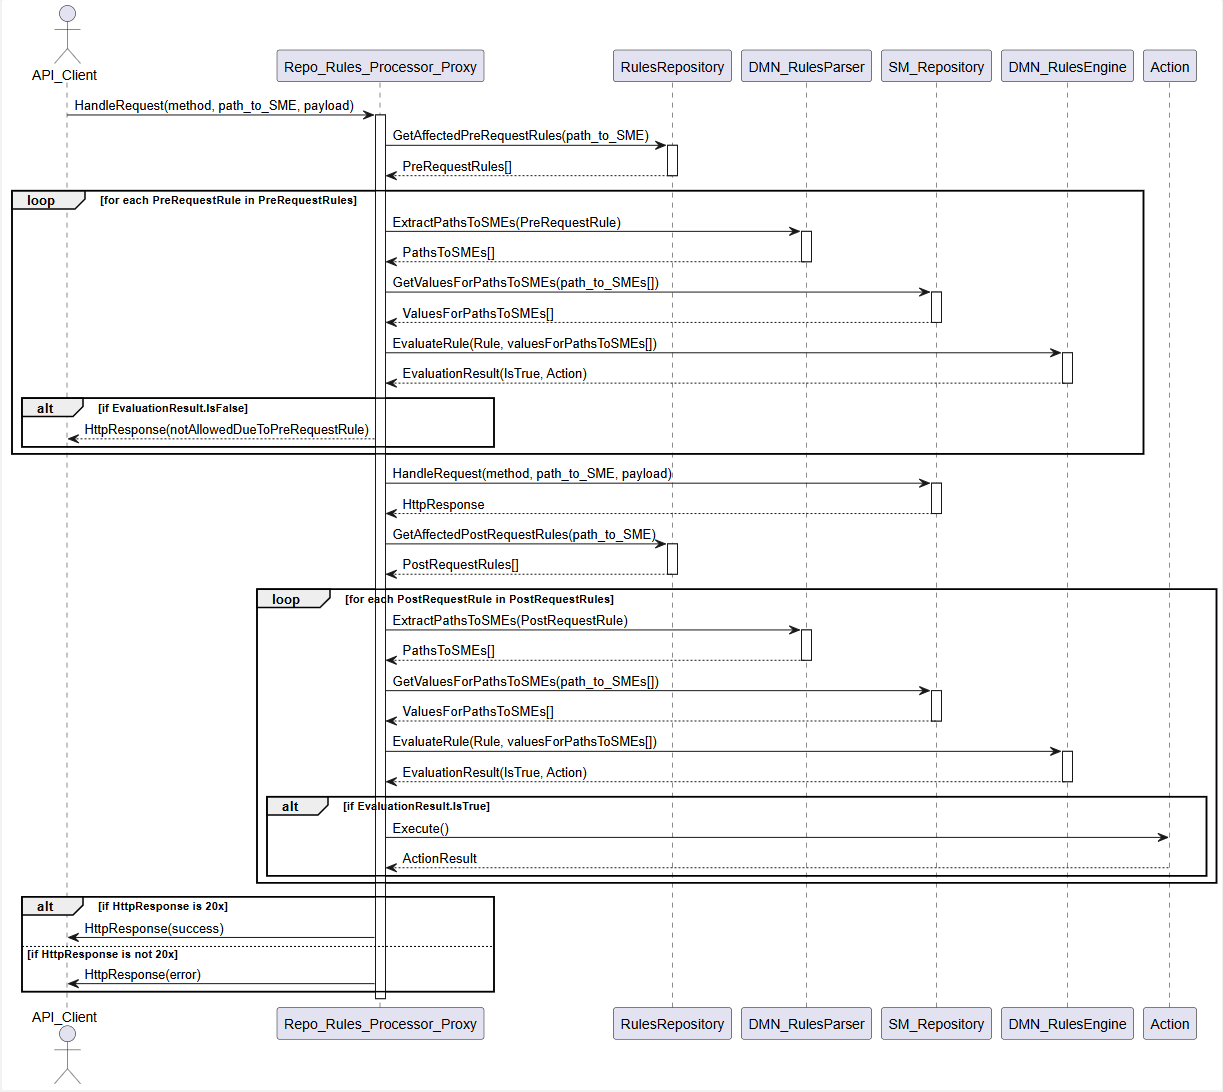 API_Client
Repo_Rules_Processor_Proxy
RulesRepository
DMN_RulesParser
SM_Repository
DMN_RulesEngine
Action
HandleRequest(method, path_to_SME, payload)
GetAffectedPreRequestRules(path_to_SME)
PreRequestRules[]
loop
[for each PreRequestRule in PreRequestRules]
ExtractPathsToSMEs(PreRequestRule)
PathsToSMEs[]
GetValuesForPathsToSMEs(path_to_SMEs[])
ValuesForPathsToSMEs[]
EvaluateRule(Rule, valuesForPathsToSMEs[])
EvaluationResult(IsTrue, Action)
alt
[if EvaluationResult.IsFalse]
HttpResponse(notAllowedDueToPreRequestRule)
HandleRequest(method, path_to_SME, payload)
HttpResponse
GetAffectedPostRequestRules(path_to_SME)
PostRequestRules[]
loop
[for each PostRequestRule in PostRequestRules]
ExtractPathsToSMEs(PostRequestRule)
PathsToSMEs[]
GetValuesForPathsToSMEs(path_to_SMEs[])
ValuesForPathsToSMEs[]
EvaluateRule(Rule, valuesForPathsToSMEs[])
EvaluationResult(IsTrue, Action)
alt
[if EvaluationResult.IsTrue]
Execute()
ActionResult
alt
[if HttpResponse is 20x]
HttpResponse(success)
[if HttpResponse is not 20x]
HttpResponse(error)
API_Client
Repo_Rules_Processor_Proxy
RulesRepository
DMN_RulesParser
SM_Repository
DMN_RulesEngine
Action